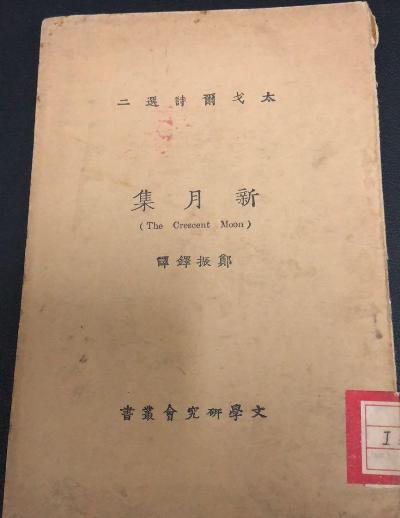 太戈爾詩選二
新月集
(The Crescent Moon)
鄭振鐸譯
文學研究會叢書
I